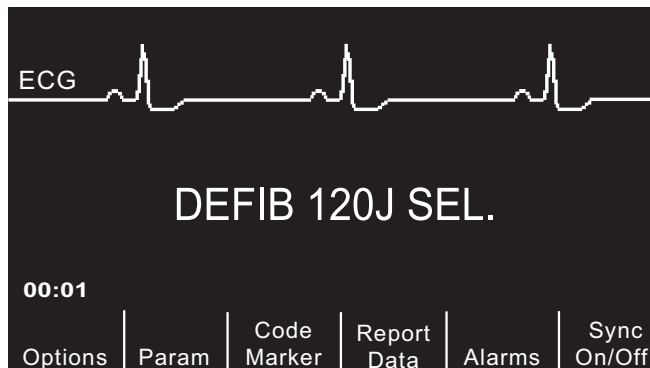 ECG
DEFIB 120J SEL.
00:01
Options
Param
Code
Marker
Report
Data
Alarms
Sync
On/Off